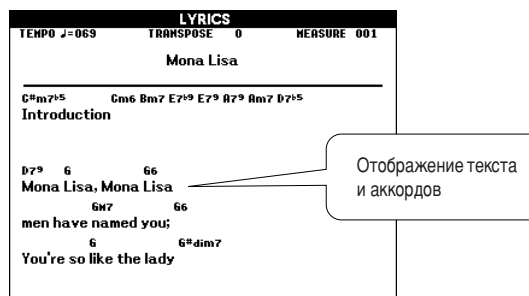 LYRICS
TEMPO ♩=069 TRANSPOSE 0 MEASURE 001
Mona Lisa
C#m7♭5 Cm6 Bm7 E7♭9 E79 A79 Am7 D7♭5
Introduction
D79 G G6
Mona Lisa, Mona Lisa
GM7 G6
men have named you;
G G#dim7
You're so like the lady
Отображение текста
и аккордов